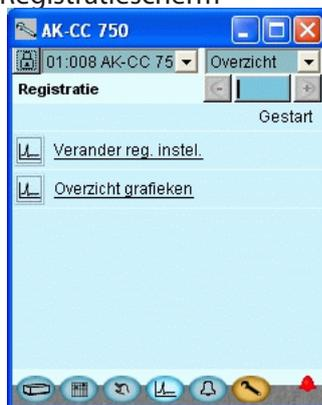 Registratiescherm
AK-CC 750
01:008 AK-CC 75 Overzicht
Registratie
Gestart
Verander reg. instel.
Overzicht grafieken